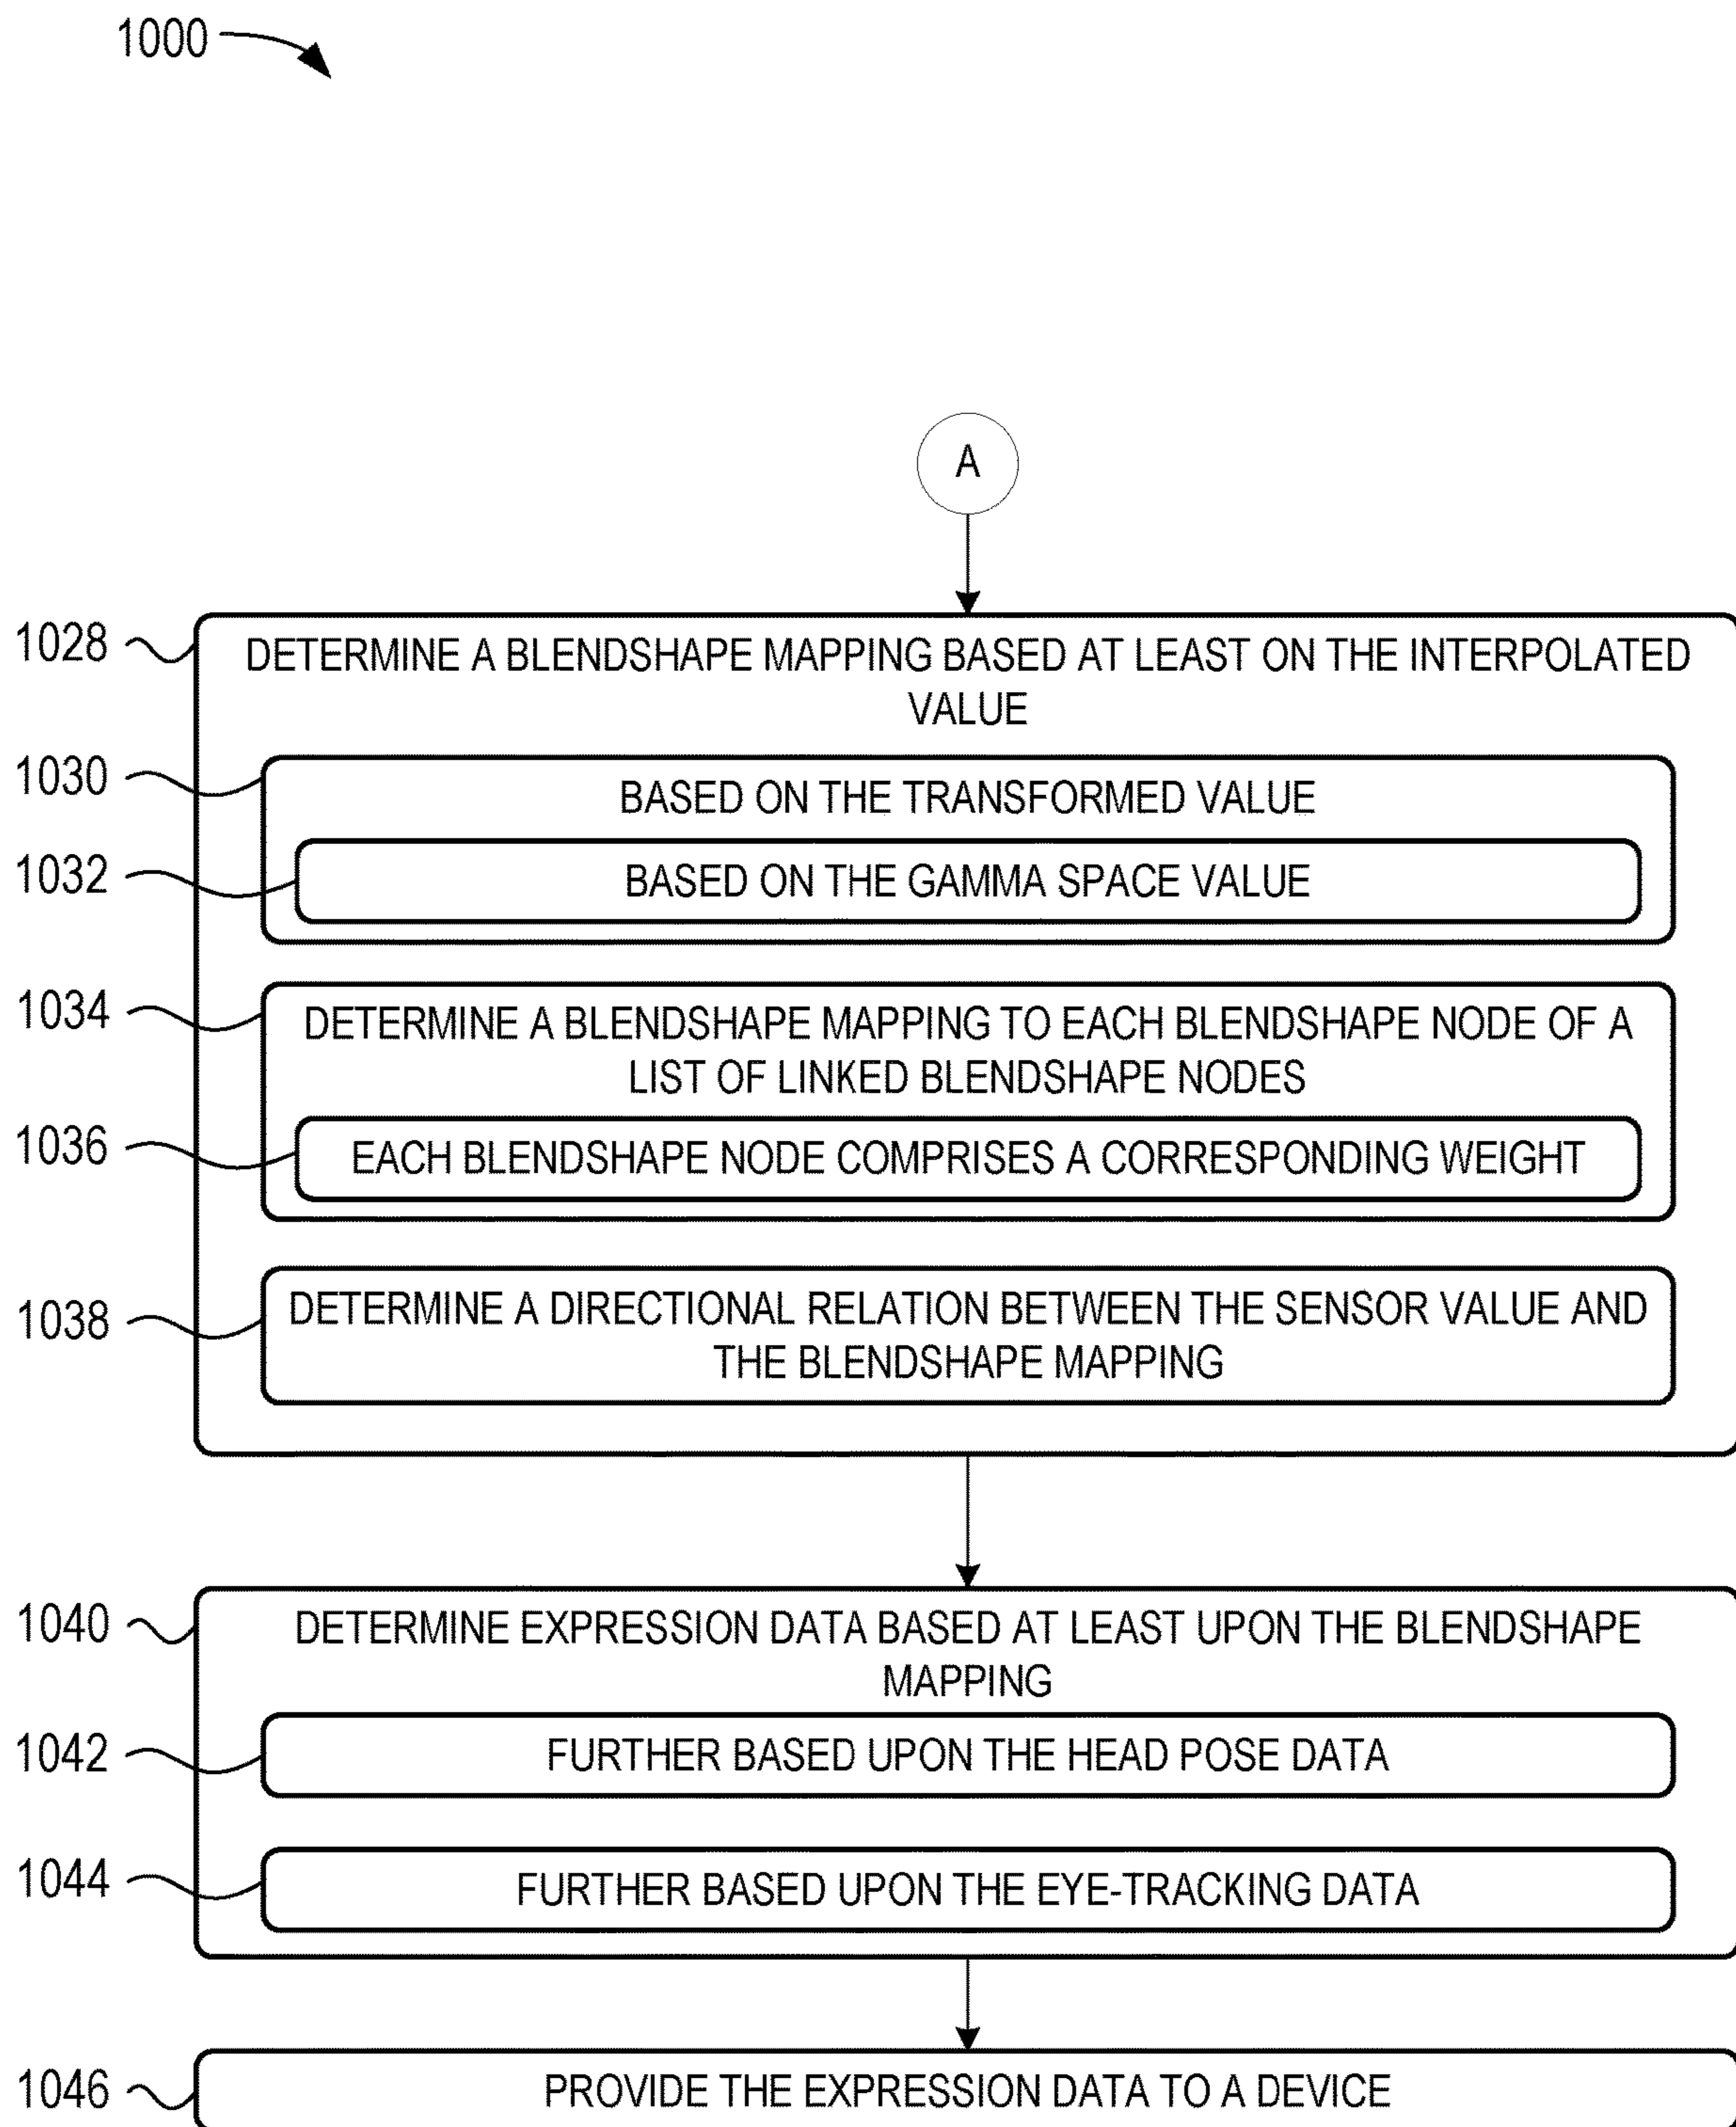 1000
A
1028
DETERMINE A BLENDSHAPE MAPPING BASED AT LEAST ON THE INTERPOLATED
VALUE
1030
BASED ON THE TRANSFORMED VALUE
1032
BASED ON THE GAMMA SPACE VALUE
1034
DETERMINE A BLENDSHAPE MAPPING TO EACH BLENDSHAPE NODE OF A
LIST OF LINKED BLENDSHAPE NODES
1036
EACH BLENDSHAPE NODE COMPRISES A CORRESPONDING WEIGHT
1038
DETERMINE A DIRECTIONAL RELATION BETWEEN THE SENSOR VALUE AND
THE BLENDSHAPE MAPPING
1040
DETERMINE EXPRESSION DATA BASED AT LEAST UPON THE BLENDSHAPE
MAPPING
1042
FURTHER BASED UPON THE HEAD POSE DATA
1044
FURTHER BASED UPON THE EYE-TRACKING DATA
1046
PROVIDE THE EXPRESSION DATA TO A DEVICE